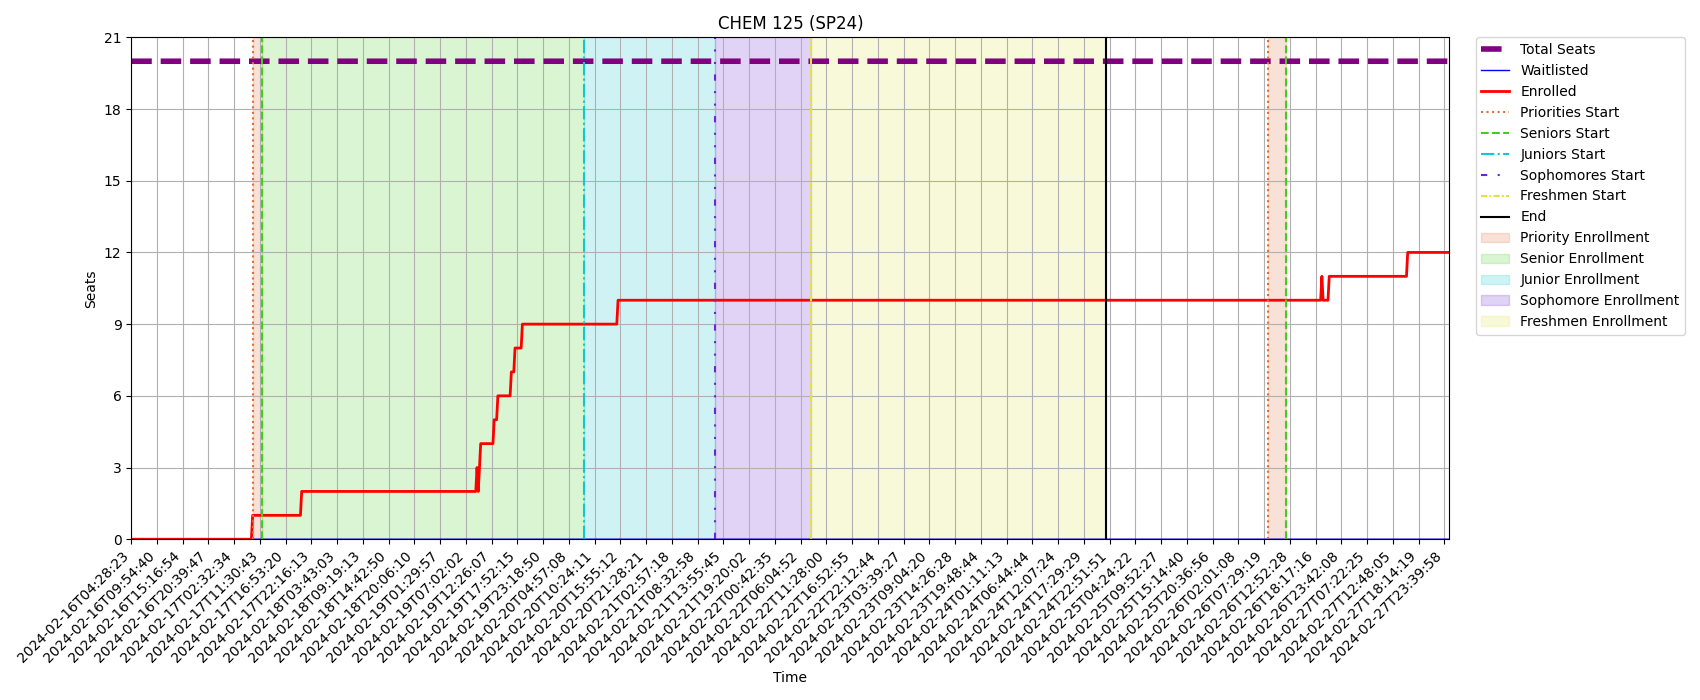 CHEM 125 (SP24)
21
18
15
12
9
6
3
0
Seats
2024-02-16T04:28:23
2024-02-16T09:54:40
2024-02-16T15:16:54
2024-02-16T20:39:47
2024-02-17T02:32:34
2024-02-17T11:30:43
2024-02-17T16:53:20
2024-02-17T22:16:13
2024-02-18T03:43:03
2024-02-18T09:19:13
2024-02-18T14:42:50
2024-02-18T20:06:10
2024-02-19T01:29:57
2024-02-19T07:02:02
2024-02-19T12:26:07
2024-02-19T17:52:15
2024-02-19T23:18:50
2024-02-20T04:57:08
2024-02-20T10:24:11
2024-02-20T15:55:12
2024-02-20T21:28:21
2024-02-21T02:57:18
2024-02-21T08:32:58
2024-02-21T13:55:45
2024-02-21T19:20:02
2024-02-22T00:42:35
2024-02-22T06:04:52
2024-02-22T11:28:00
2024-02-22T16:52:55
2024-02-22T22:12:44
2024-02-23T03:39:27
2024-02-23T09:04:20
2024-02-23T14:26:28
2024-02-23T19:48:44
2024-02-24T01:11:13
2024-02-24T06:44:44
2024-02-24T12:07:24
2024-02-24T17:29:29
2024-02-24T22:51:51
2024-02-25T04:24:22
2024-02-25T09:52:27
2024-02-25T15:14:40
2024-02-25T20:36:56
2024-02-26T02:01:08
2024-02-26T07:29:19
2024-02-26T12:52:28
2024-02-26T18:17:16
2024-02-26T23:42:08
2024-02-27T07:22:25
2024-02-27T12:48:05
2024-02-27T18:14:19
2024-02-27T23:39:58
Time
Total Seats
Waitlisted
Enrolled
Priorities Start
Seniors Start
Juniors Start
Sophomores Start
Freshmen Start
End
Priority Enrollment
Senior Enrollment
Junior Enrollment
Sophomore Enrollment
Freshmen Enrollment